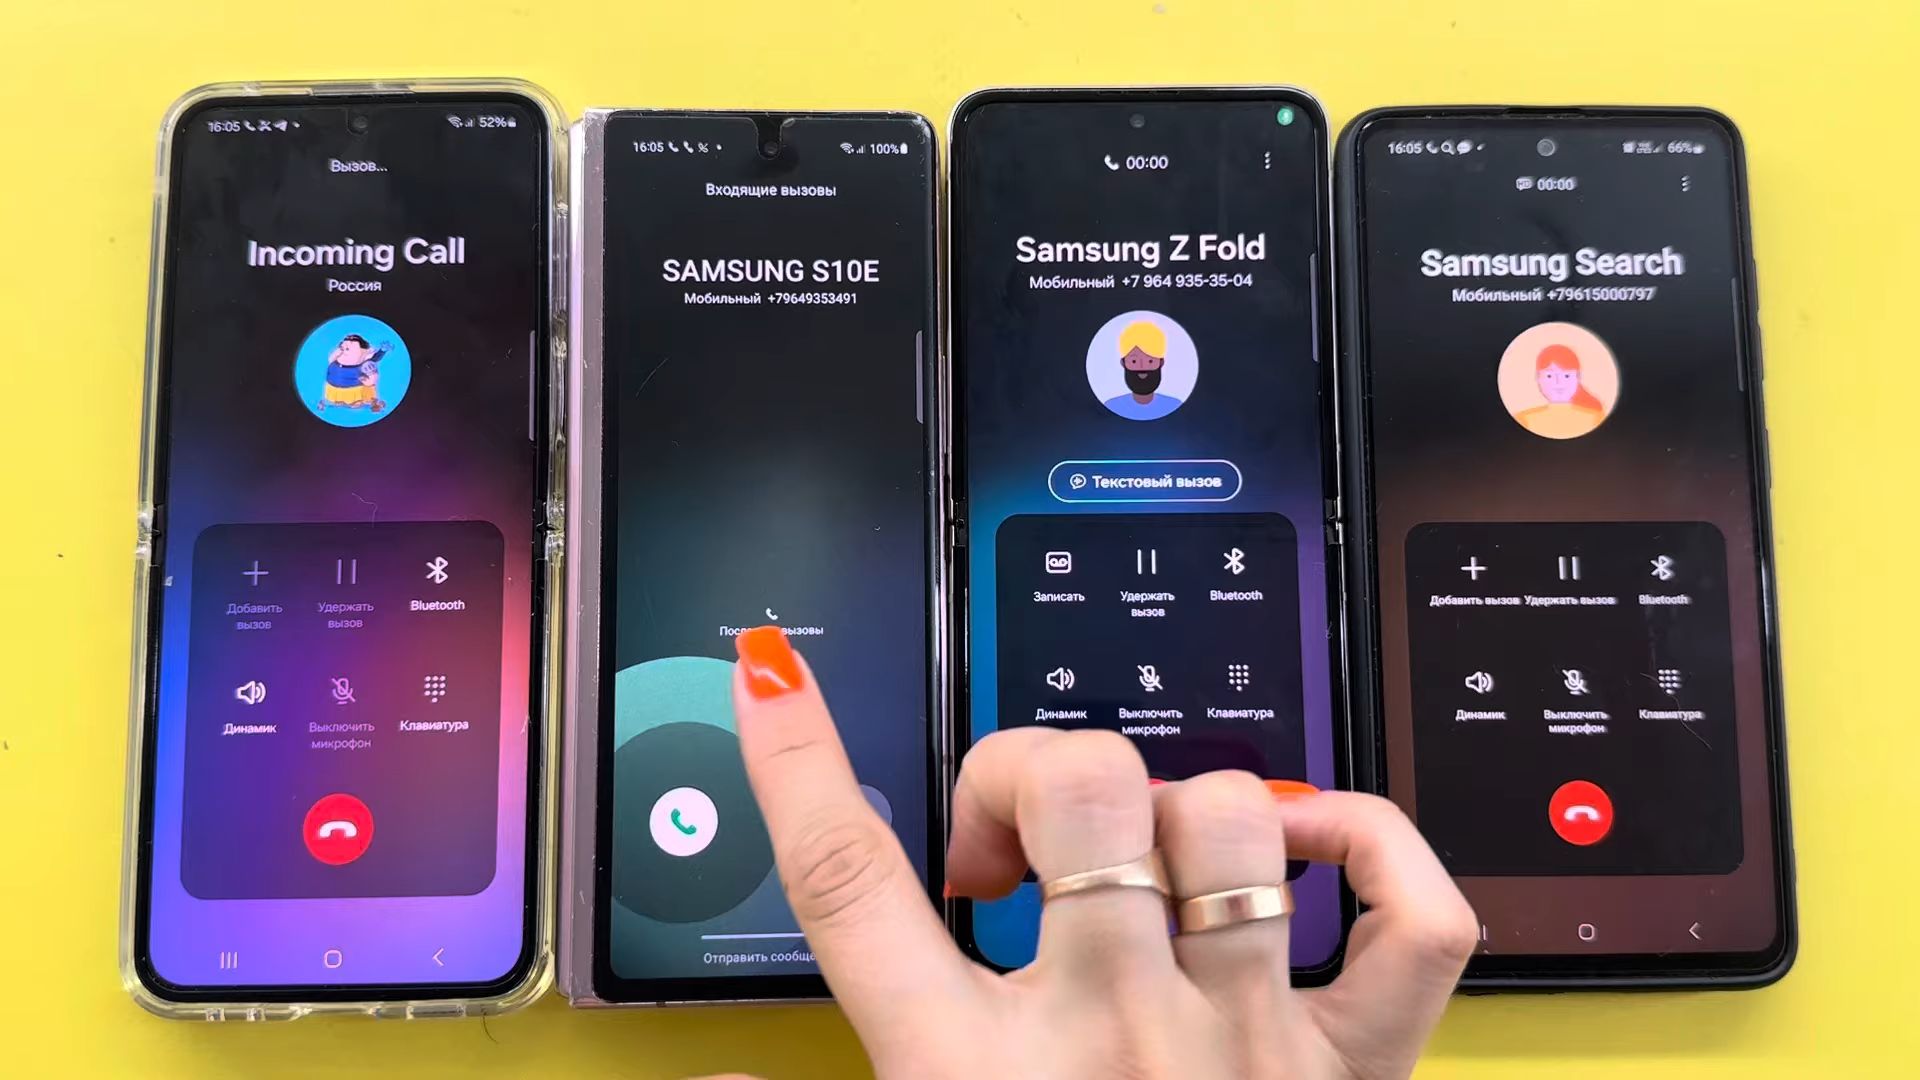 16:05
52%
Вызов...
Incoming Call
Россия
Добавить вызов
Удержать вызов
Bluetooth
Динамик
Выключить микрофон
Клавиатура
16:05
100%
Входящие вызовы
SAMSUNG S10E
Мобильный +79649353491
вызовы
Отправить
00:00
Samsung Z Fold
Мобильный +7 964 935-35-04
Текстовый вызов
Записать
Удержать вызов
Bluetooth
Динамик
Выключить микрофон
Клавиатура
16:05
66%
00:00
Samsung Search
Мобильный +79615000797
Добавить вызов
Удержать вызов
Bluetooth
Динамик
Выключить микрофон
Клавиатура